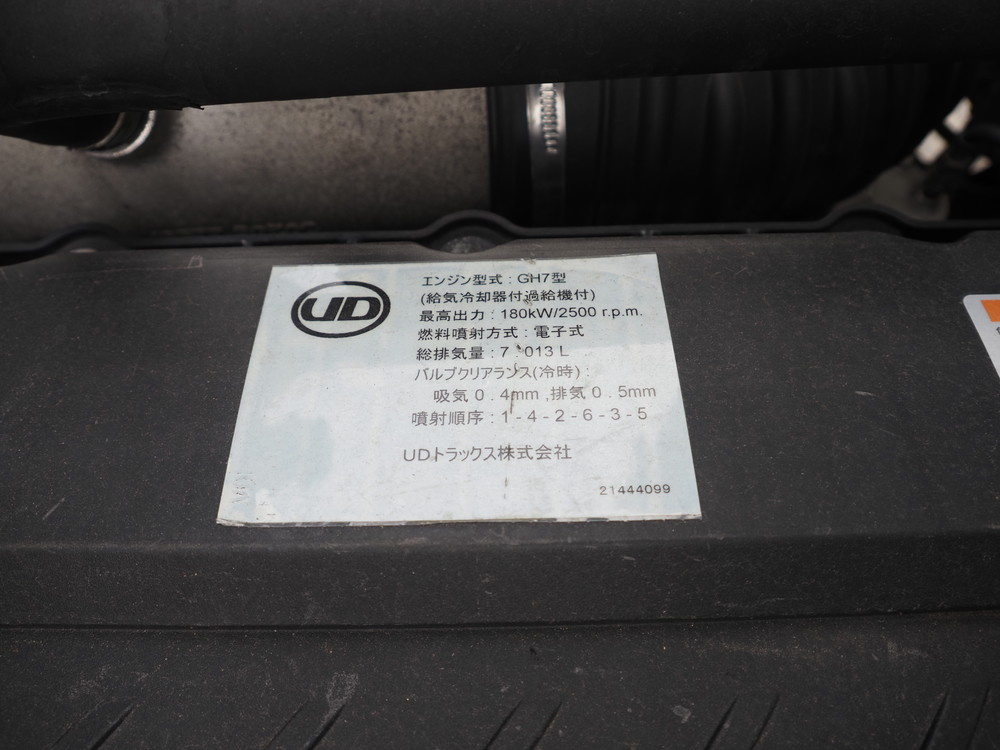 UD
エンジン型式 : GH7型
(給気冷却器付過給機付)
最高出力 : 180kW/2500 r.p.m.
燃料噴射方式 : 電子式
総排気量 : 7 . 013 L
バルブクリアランス(冷時) :
吸気 0 . 4mm ,排気 0 . 5mm
噴射順序 : 1 - 4 - 2 - 6 - 3 - 5
UDトラックス株式会社
21444099